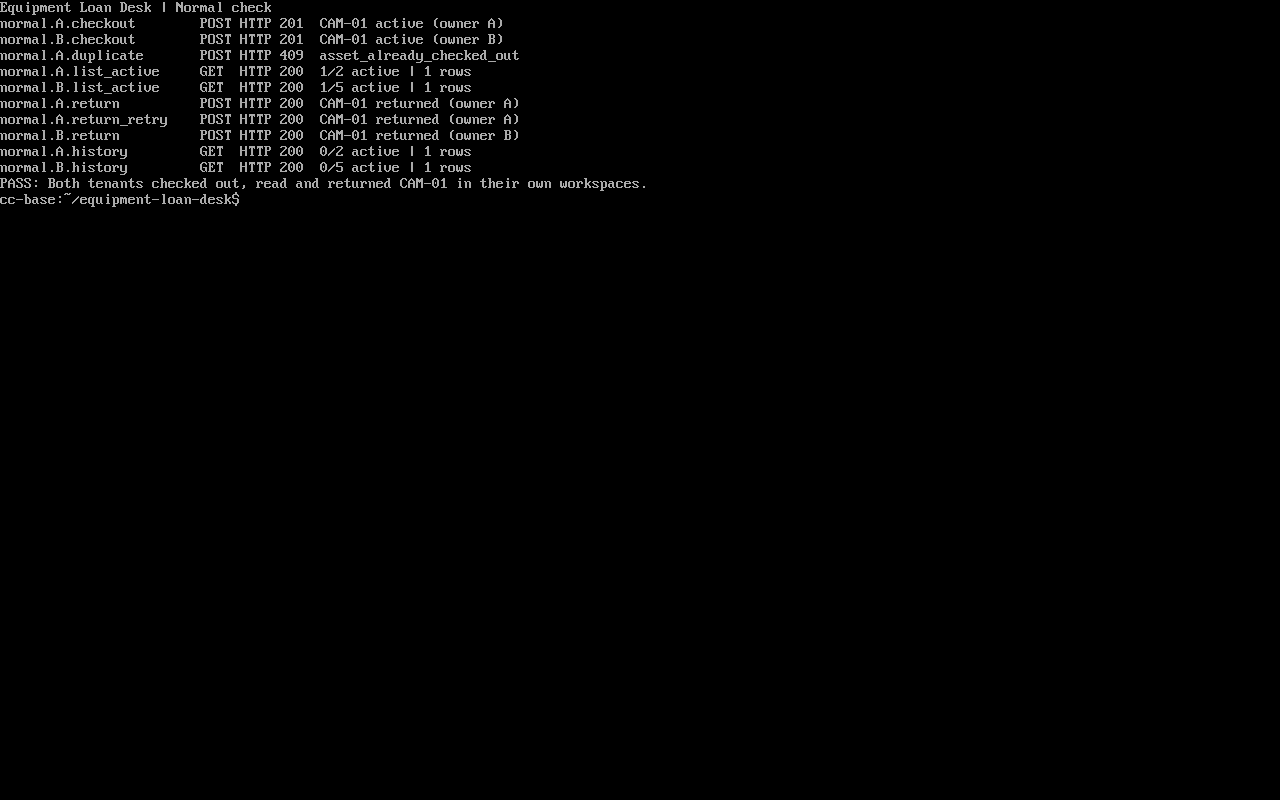 Equipment Loan Desk | Normal check
normal.A.checkout        POST HTTP 201  CAM-01 active (owner A)
normal.B.checkout        POST HTTP 201  CAM-01 active (owner B)
normal.A.duplicate       POST HTTP 409  asset_already_checked_out
normal.A.list_active     GET  HTTP 200  1/2 active | 1 rows
normal.B.list_active     GET  HTTP 200  1/5 active | 1 rows
normal.A.return          POST HTTP 200  CAM-01 returned (owner A)
normal.A.return_retry    POST HTTP 200  CAM-01 returned (owner A)
normal.B.return          POST HTTP 200  CAM-01 returned (owner B)
normal.A.history         GET  HTTP 200  0/2 active | 1 rows
normal.B.history         GET  HTTP 200  0/5 active | 1 rows
PASS: Both tenants checked out, read and returned CAM-01 in their own workspaces.
cc-base:~/equipment-loan-desk$